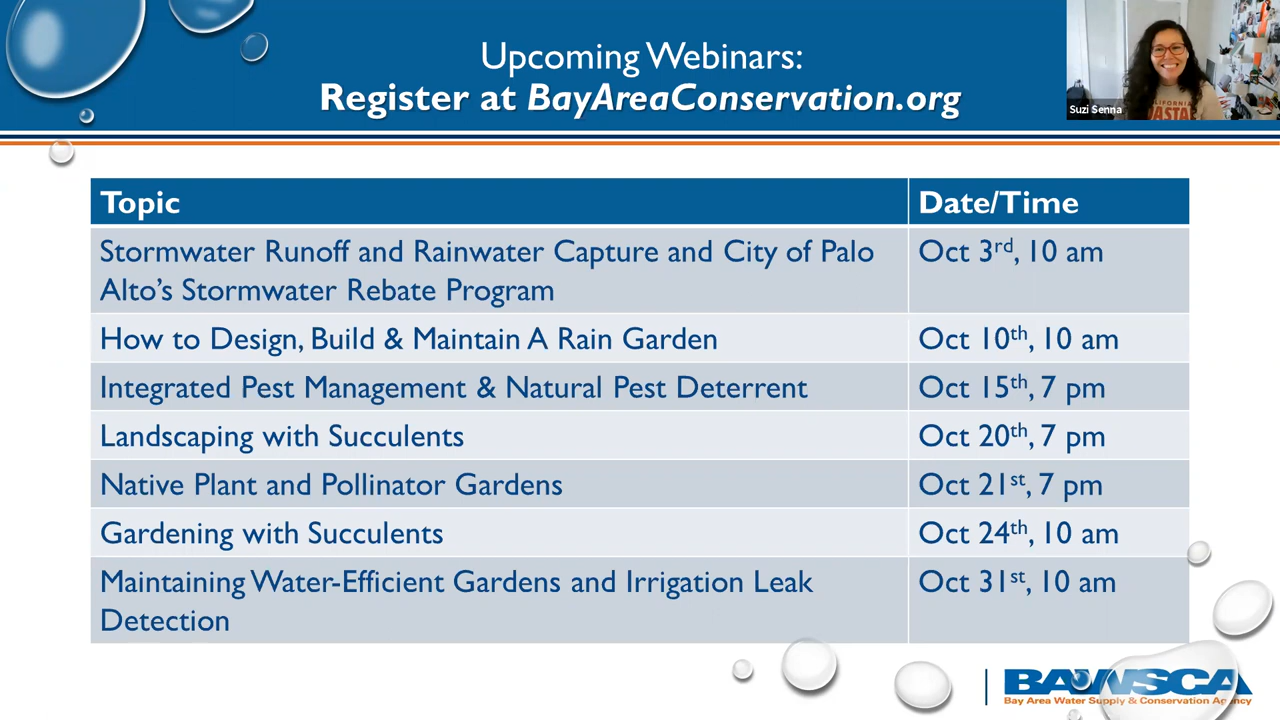 Upcoming Webinars:
Register at BayAreaConservation.org
Suzi Senna
Topic
Date/Time
Stormwater Runoff and Rainwater Capture and City of Palo
Alto's Stormwater Rebate Program
Oct 3rd, 10 am
How to Design, Build & Maintain A Rain Garden
Oct 10th, 10 am
Integrated Pest Management & Natural Pest Deterrent
Oct 15th, 7 pm
Landscaping with Succulents
Oct 20th, 7 pm
Native Plant and Pollinator Gardens
Oct 21st, 7 pm
Gardening with Succulents
Oct 24th, 10 am
Maintaining Water-Efficient Gardens and Irrigation Leak
Detection
Oct 31st, 10 am
BAWSCA
Bay Area Water Supply & Conservation Agency